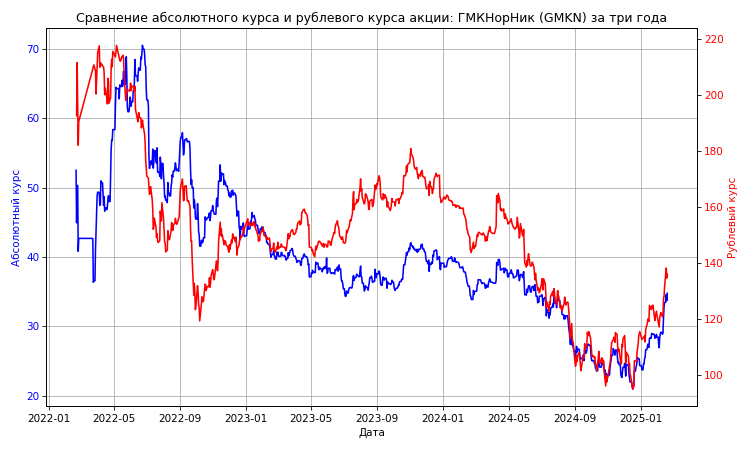 Сравнение абсолютного курса и рублевого курса акции: ГМКНорНик (GMKN) за три года
70
60
50
40
30
20
Абсолютный курс
220
200
180
160
140
120
100
Рублевый курс
2022-01 2022-05 2022-09 2023-01 2023-05 2023-09 2024-01 2024-05 2024-09 2025-01
Дата